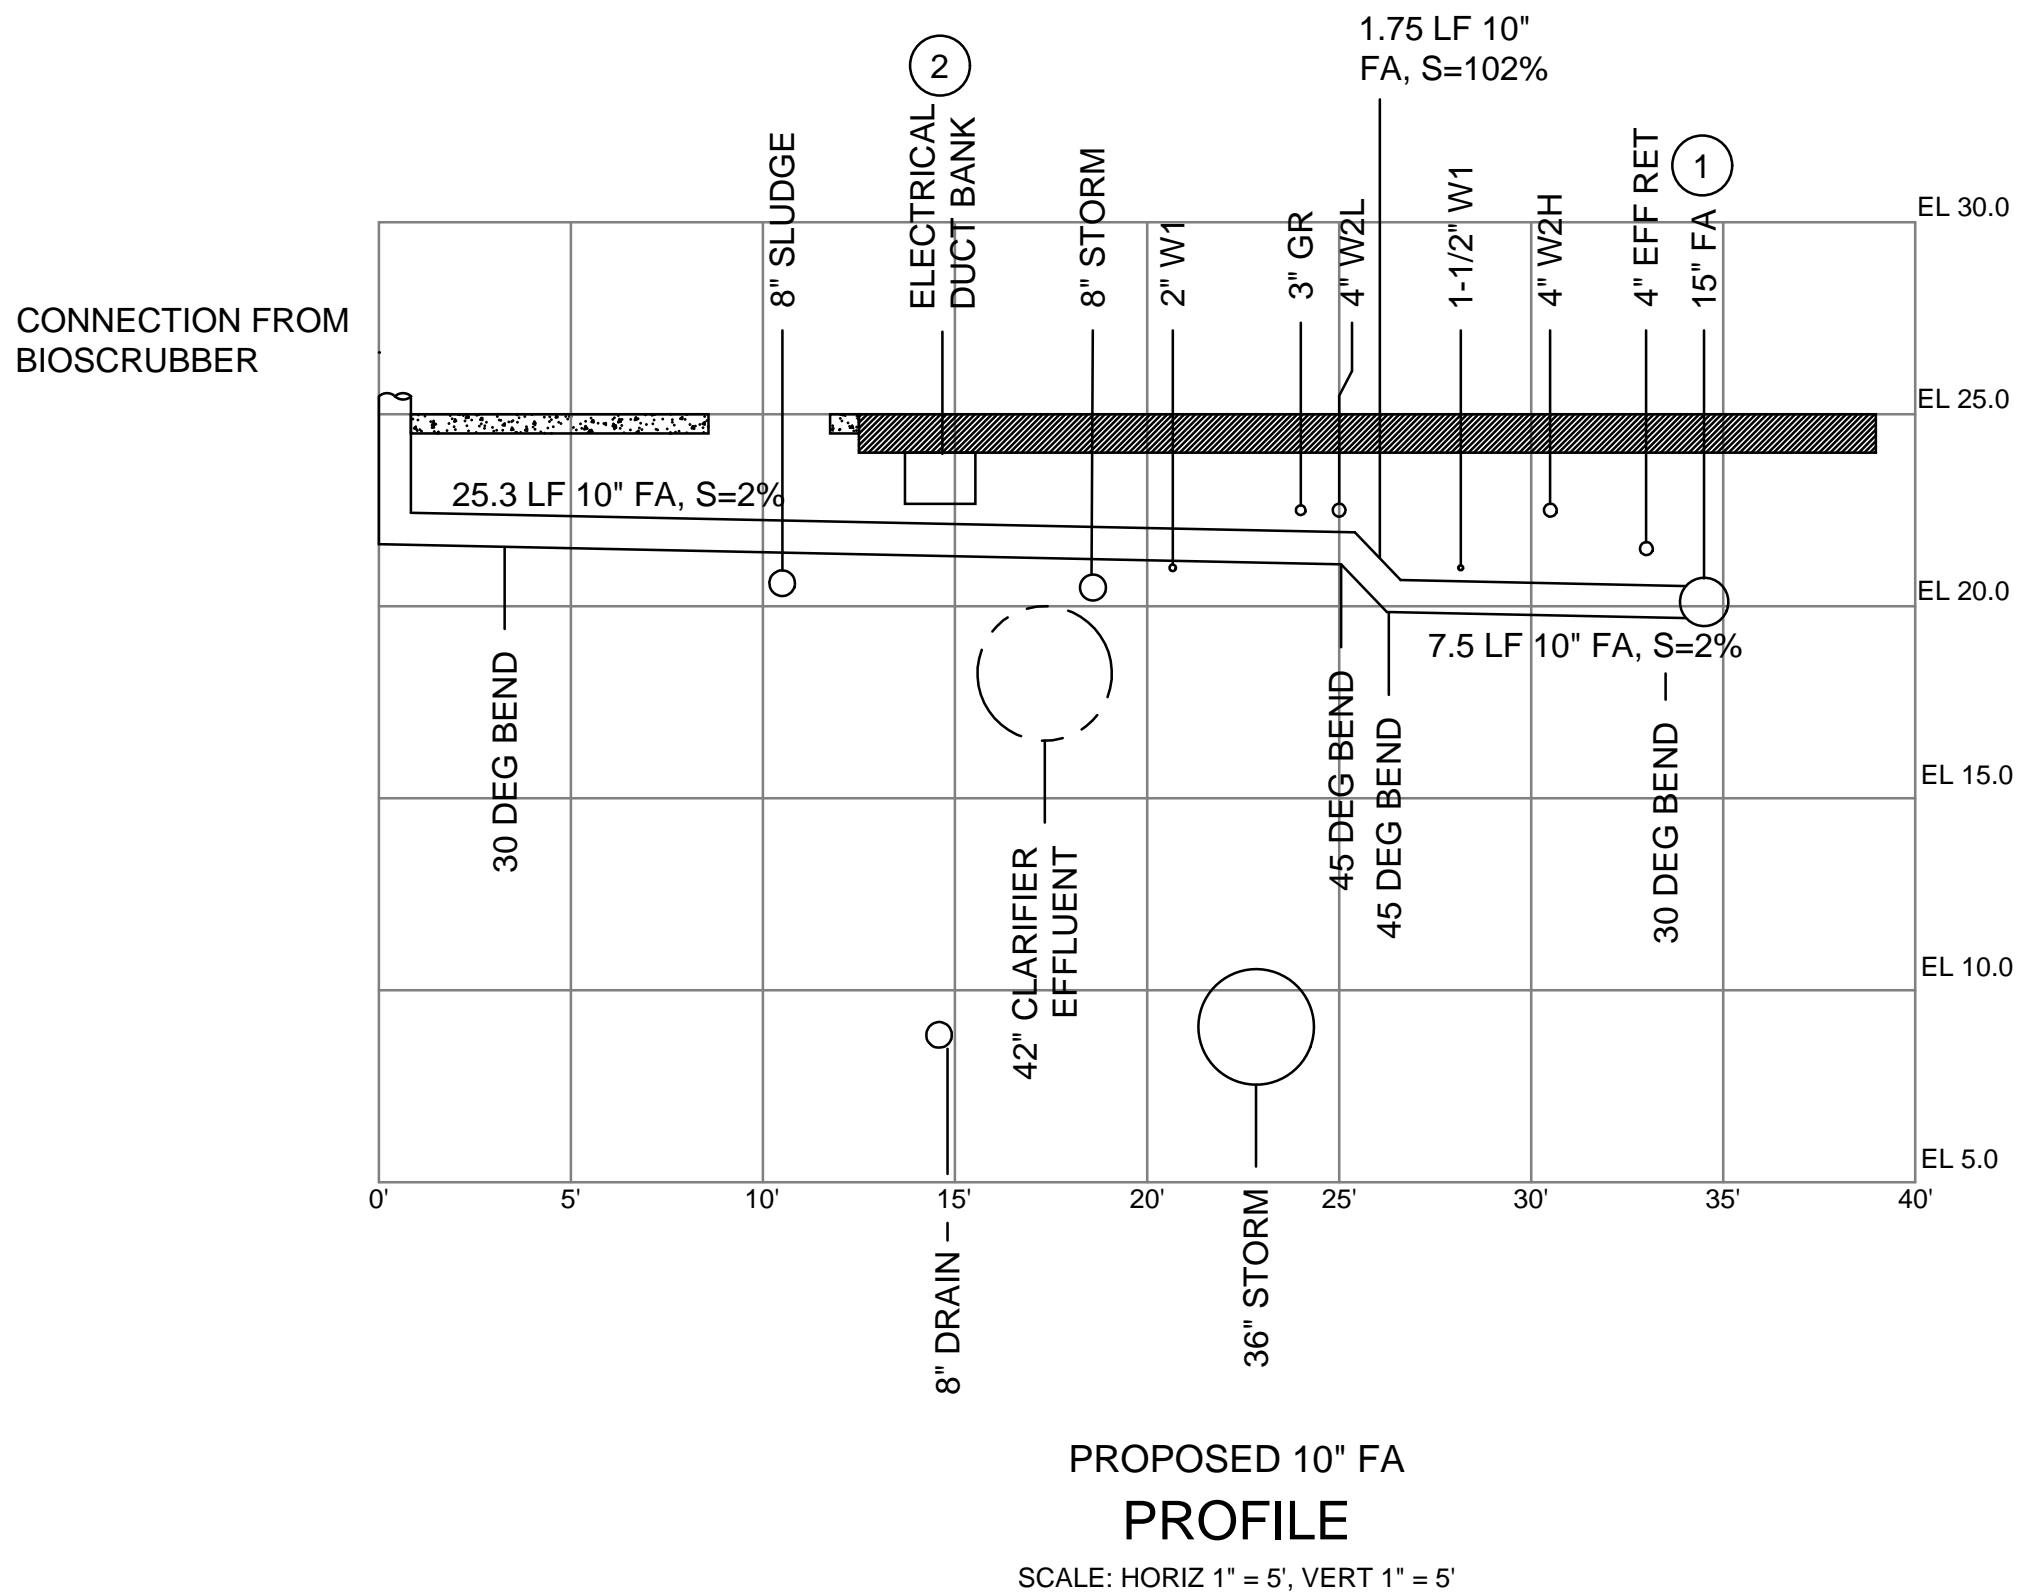 1.75 LF 10"
FA, S=102%
2
1
8" SLUDGE
ELECTRICAL
DUCT BANK
8" STORM
2" W1
3" GR
4" W2L
1-1/2" W1
4" W2H
4" EFF RET
15" FA
EL 30.0
CONNECTION FROM
BIOSCRUBBER
EL 25.0
25.3 LF 10" FA, S=2%
EL 20.0
7.5 LF 10" FA, S=2%
30 DEG BEND
45 DEG BEND
45 DEG BEND
30 DEG BEND
EL 15.0
42" CLARIFIER
EFFLUENT
EL 10.0
EL 5.0
0' 5' 10' 15' 20' 25' 30' 35' 40'
8" DRAIN
36" STORM
PROPOSED 10" FA
PROFILE
SCALE: HORIZ 1" = 5', VERT 1" = 5'